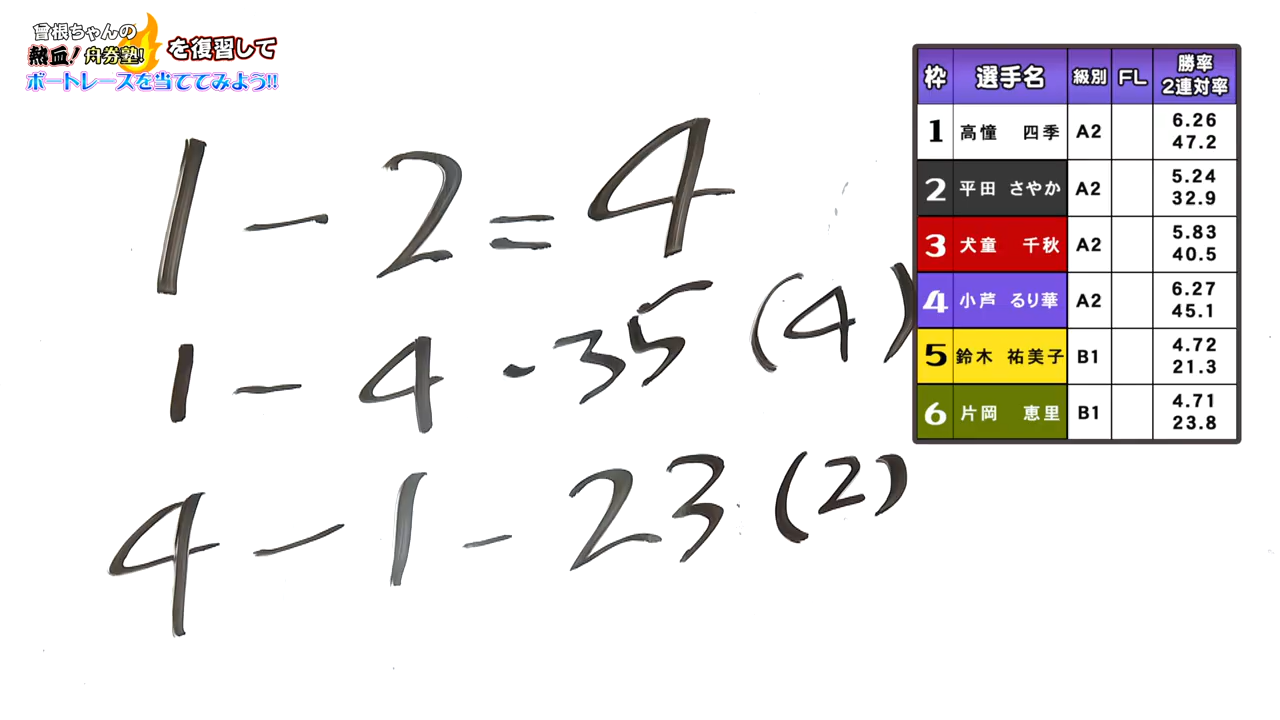 曾根ちゃんの
熱血! 舟券塾! を復習して
ボートレースを当ててみよう!!
1-2=4
1-4-35 (4)
4-1-23 (2)
枠 選手名 級別 FL 勝率 2連対率
1 高憧 四季 A2 6.26 47.2
2 平田 さやか A2 5.24 32.9
3 犬童 千秋 A2 5.83 40.5
4 小芦 るり華 A2 6.27 45.1
5 鈴木 祐美子 B1 4.72 21.3
6 片岡 恵里 B1 4.71 23.8